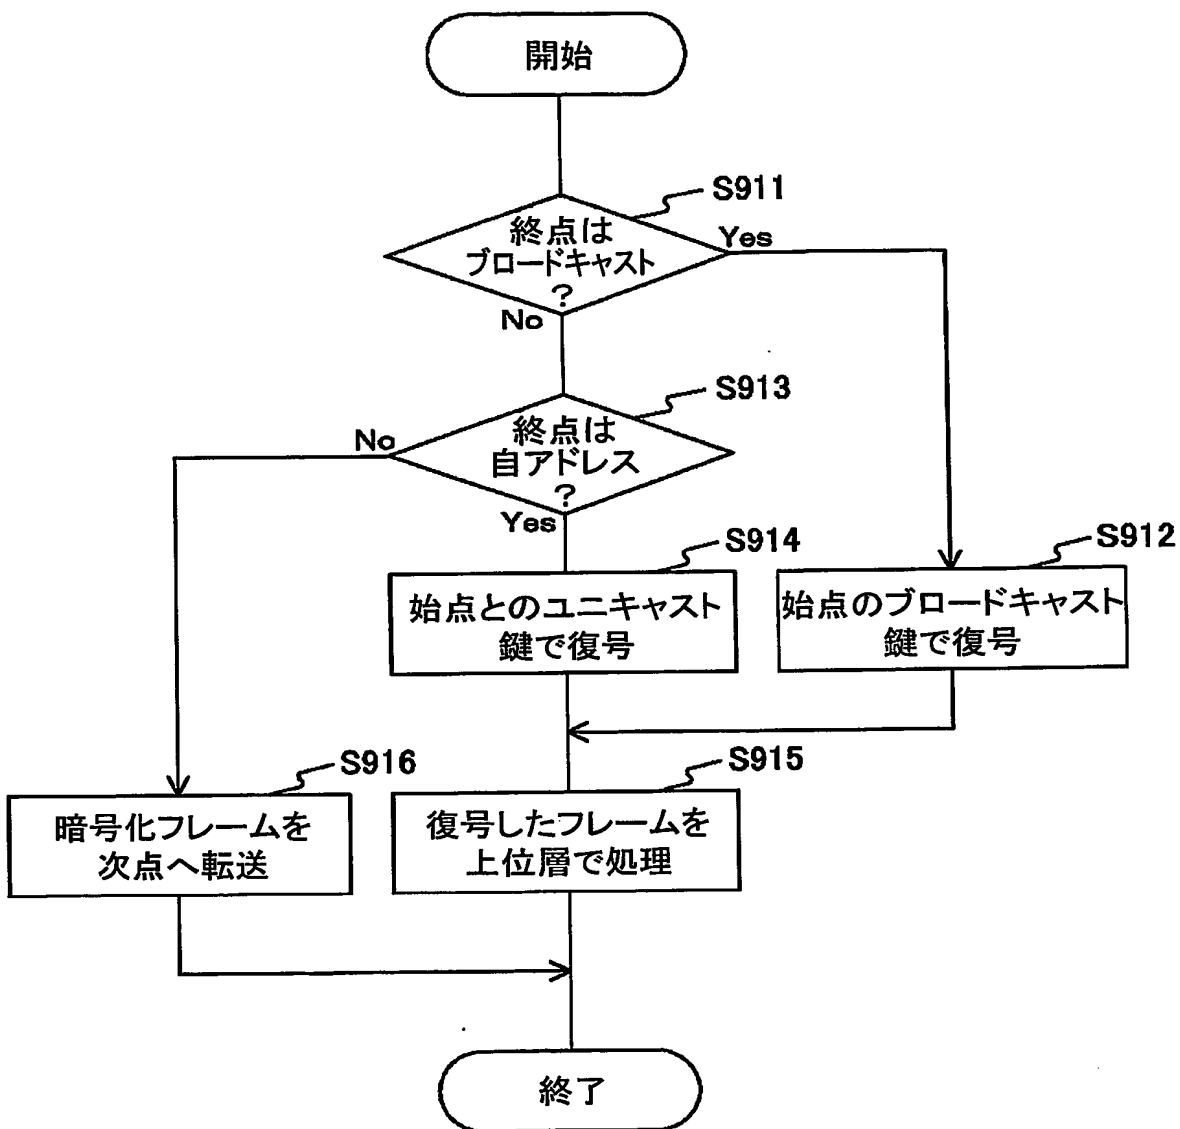 開始
S911
終点は
ブロードキャスト
?
Yes
No
S913
終点は
自アドレス
?
No
Yes
S914
始点とのユニキャスト
鍵で復号
S912
始点のブロードキャスト
鍵で復号
S916
暗号化フレームを
次点へ転送
S915
復号したフレームを
上位層で処理
終了